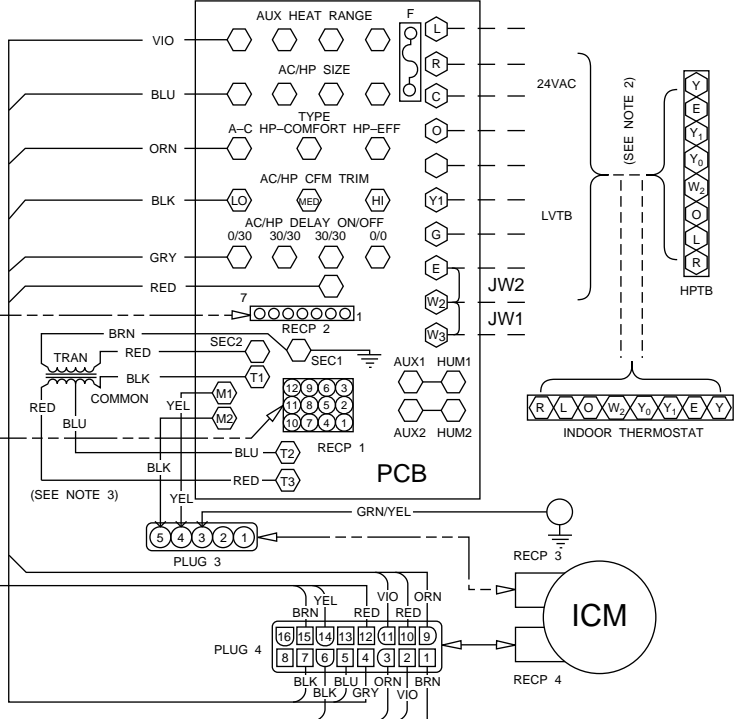 AUX HEAT RANGE
F
L
VIO
AC/HP SIZE
R
24VAC
(SEE NOTE 2)
Y
BLU
C
E
TYPE
A–C HP–COMFORT HP–EFF
O
Y1
ORN
Y0
AC/HP CFM TRIM
W2
BLK
LO
MED
HI
Y1
O
AC/HP DELAY ON/OFF
LVTB
0/30 30/30 30/30 0/0
G
L
GRY
E
R
RED
JW2
HPTB
7
1
W2
RECP 2
JW1
BRN
W3
SEC2
TRAN
RED
SEC1
AUX1 HUM1
BLK
T1
COMMON
M1
12 9 6 3
RED
YEL
11 8 5 2
R L O W2 Y0 Y1 E Y
M2
10 7 4 1
BLU
AUX2 HUM2
INDOOR THERMOSTAT
RECP 1
BLU
T2
BLK
PCB
RED
T3
(SEE NOTE 3)
YEL
GRN/YEL
5 4 3 2 1
RECP 3
PLUG 3
ICM
VIO
ORN
YEL
BRN
RED
RED
16 15 14 13 12 11 10 9
PLUG 4
8 7 6 5 4 3 2 1
RECP 4
BLK
BLU
ORN
BRN
BLK
GRY
VIO